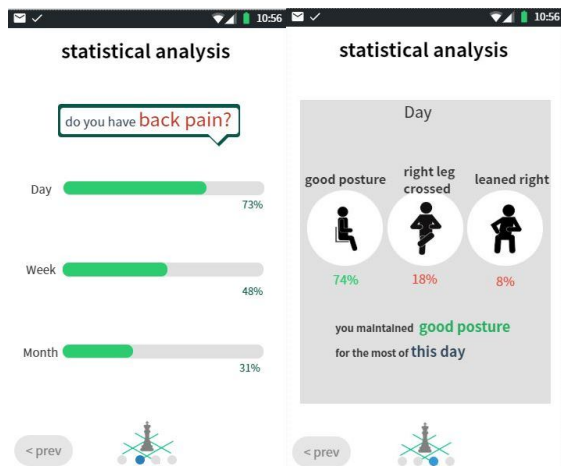 10:56
statistical analysis
do you have back pain?
Day
73%
Week
48%
Month
31%
< prev
10:56
statistical analysis
Day
good posture
right leg
crossed
leaned right
74%
18%
8%
you maintained good posture
for the most of this day
< prev